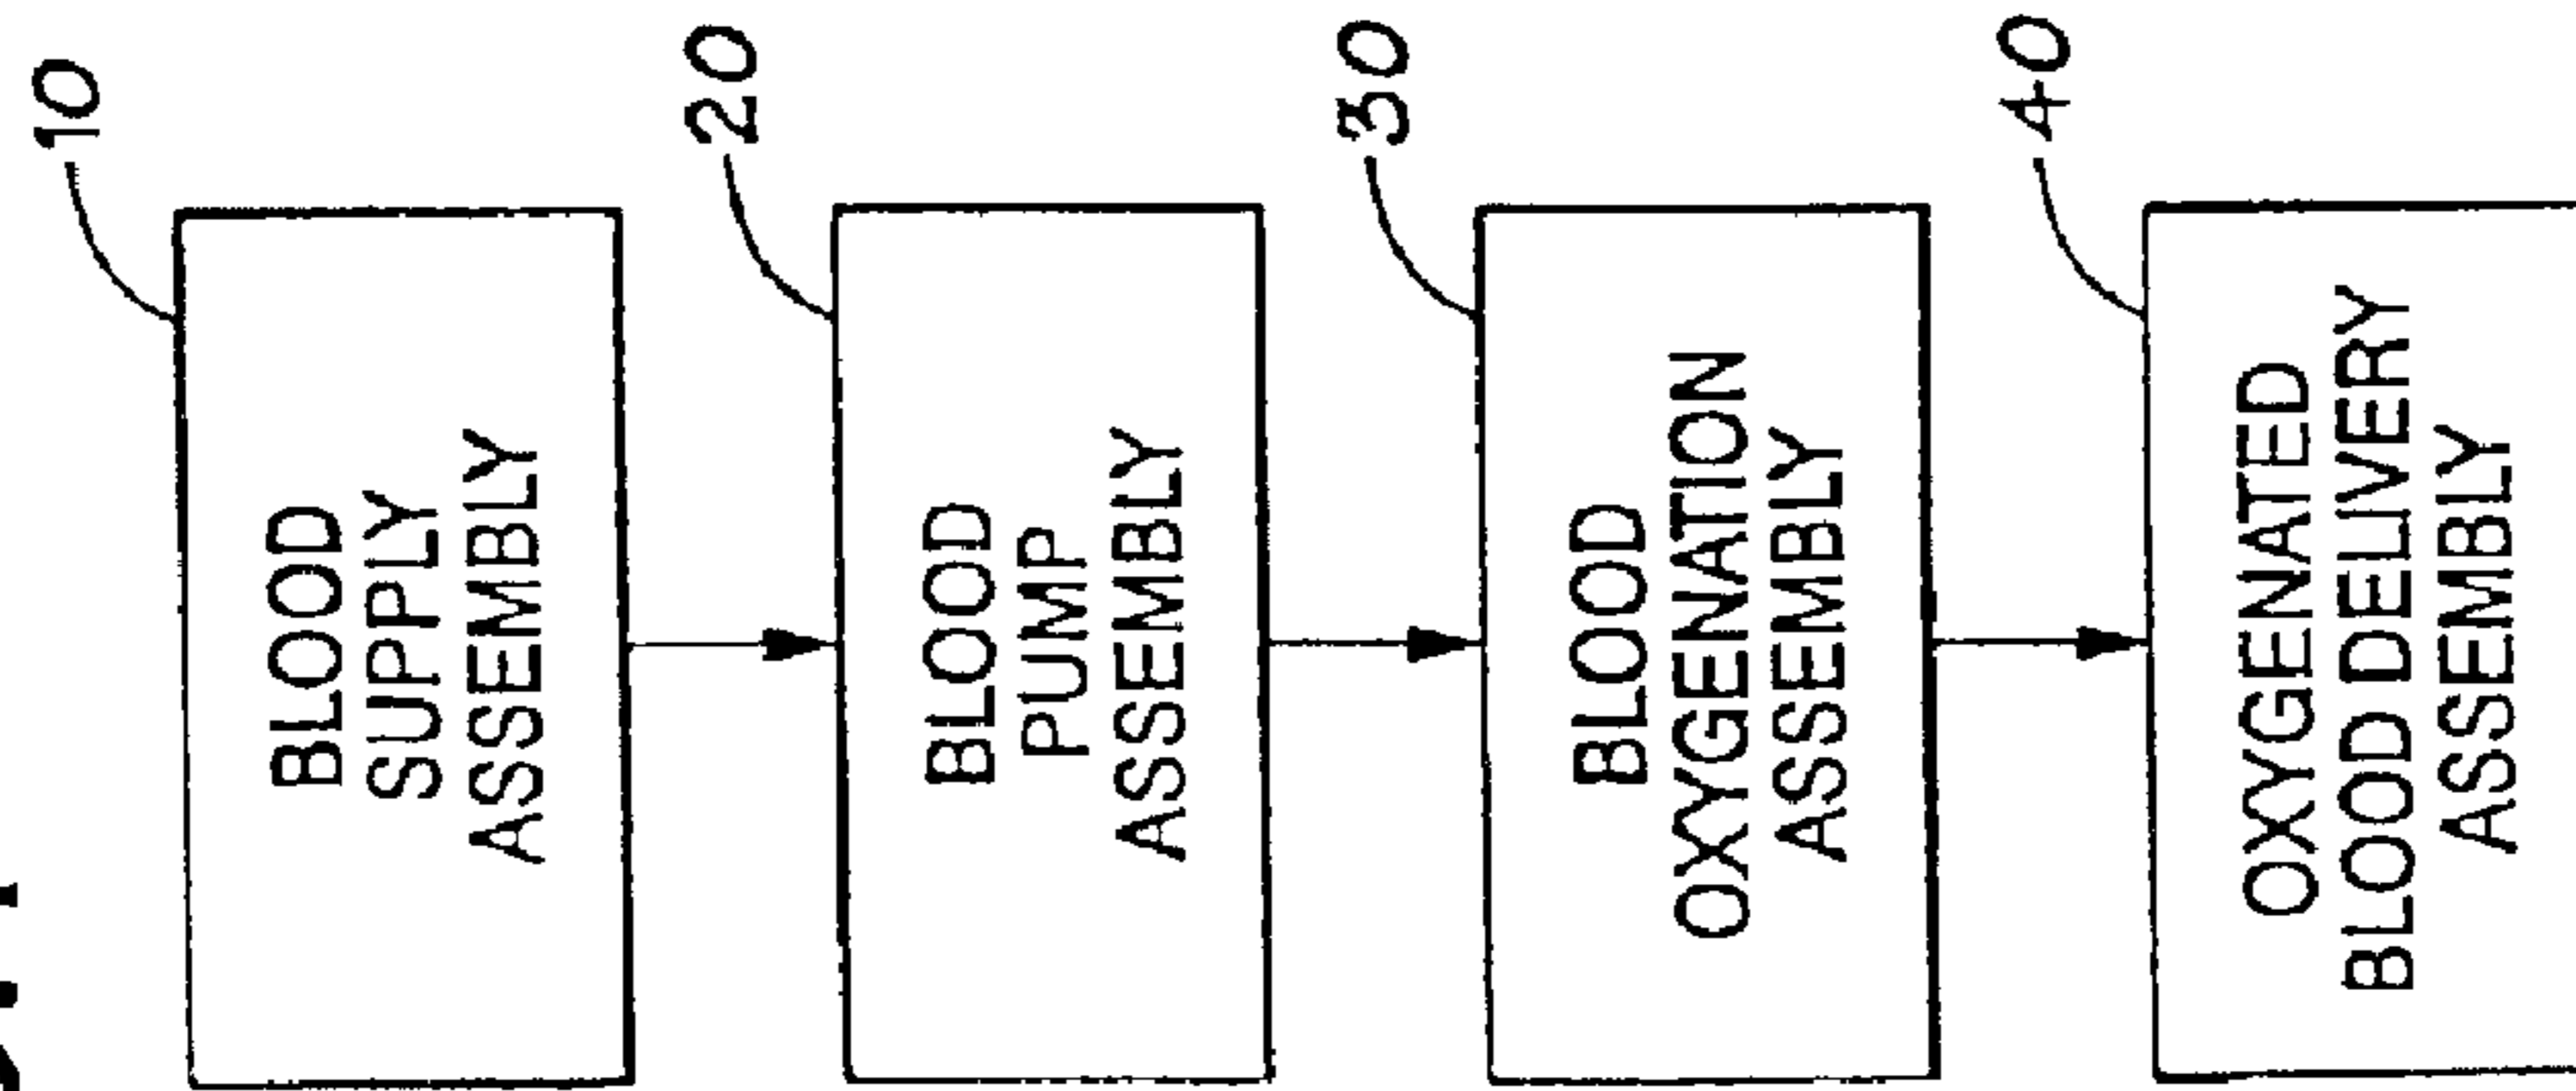 10
BLOOD
SUPPLY
ASSEMBLY
20
BLOOD
PUMP
ASSEMBLY
30
BLOOD
OXYGENATION
ASSEMBLY
40
OXYGENATED
BLOOD DELIVERY
ASSEMBLY